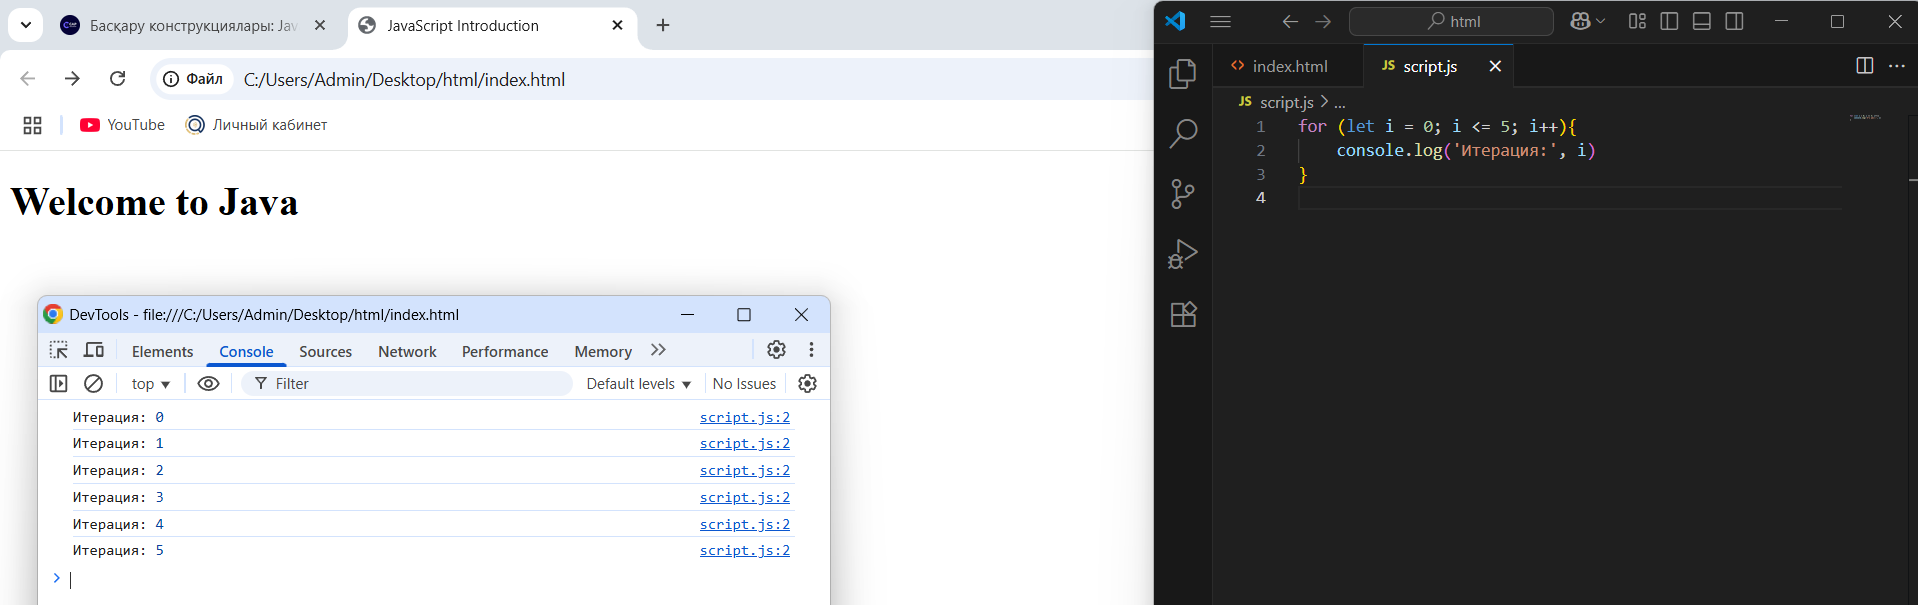 Басқару конструкциялары: Jav
JavaScript Introduction
Файл
C:/Users/Admin/Desktop/html/index.html
YouTube
Личный кабинет
Welcome to Java
DevTools - file:///C:/Users/Admin/Desktop/html/index.html
Elements Console Sources Network Performance Memory
top Filter Default levels No Issues
Итерация: 0 script.js:2
Итерация: 1 script.js:2
Итерация: 2 script.js:2
Итерация: 3 script.js:2
Итерация: 4 script.js:2
Итерация: 5 script.js:2
html
index.html
JS script.js
JS script.js > ...
1 for (let i = 0; i <= 5; i++){
2 console.log('Итерация:', i)
3 }
4